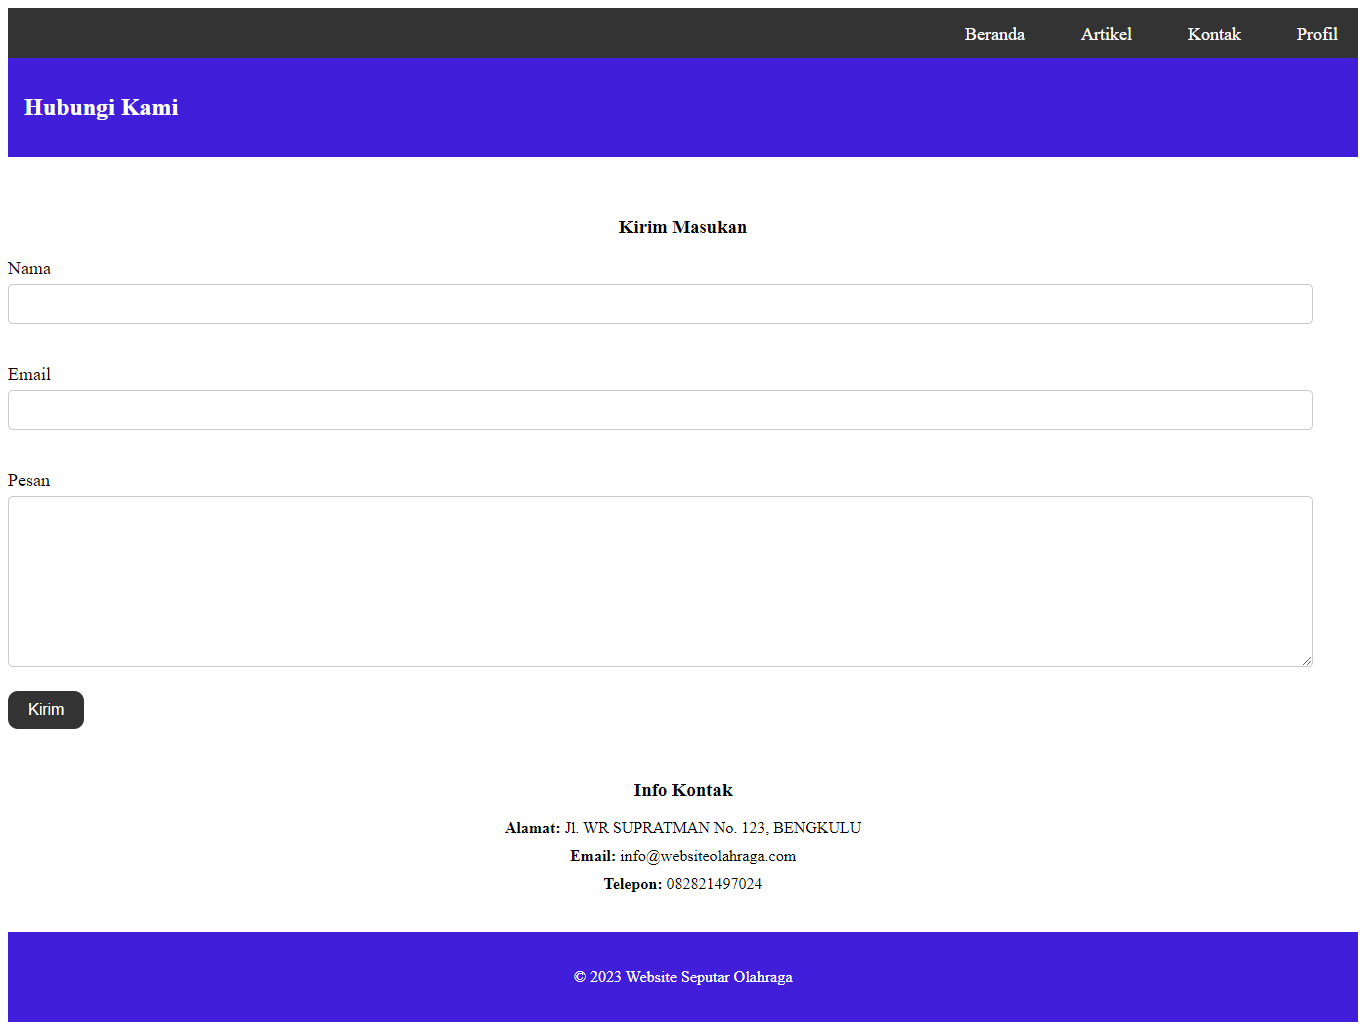 Beranda Artikel Kontak Profil
Hubungi Kami
Kirim Masukan
Nama
Email
Pesan
Kirim
Info Kontak
Alamat: Jl. WR SUPRATMAN No. 123, BENGKULU
Email: info@websiteolahraga.com
Telepon: 082821497024
© 2023 Website Seputar Olahraga